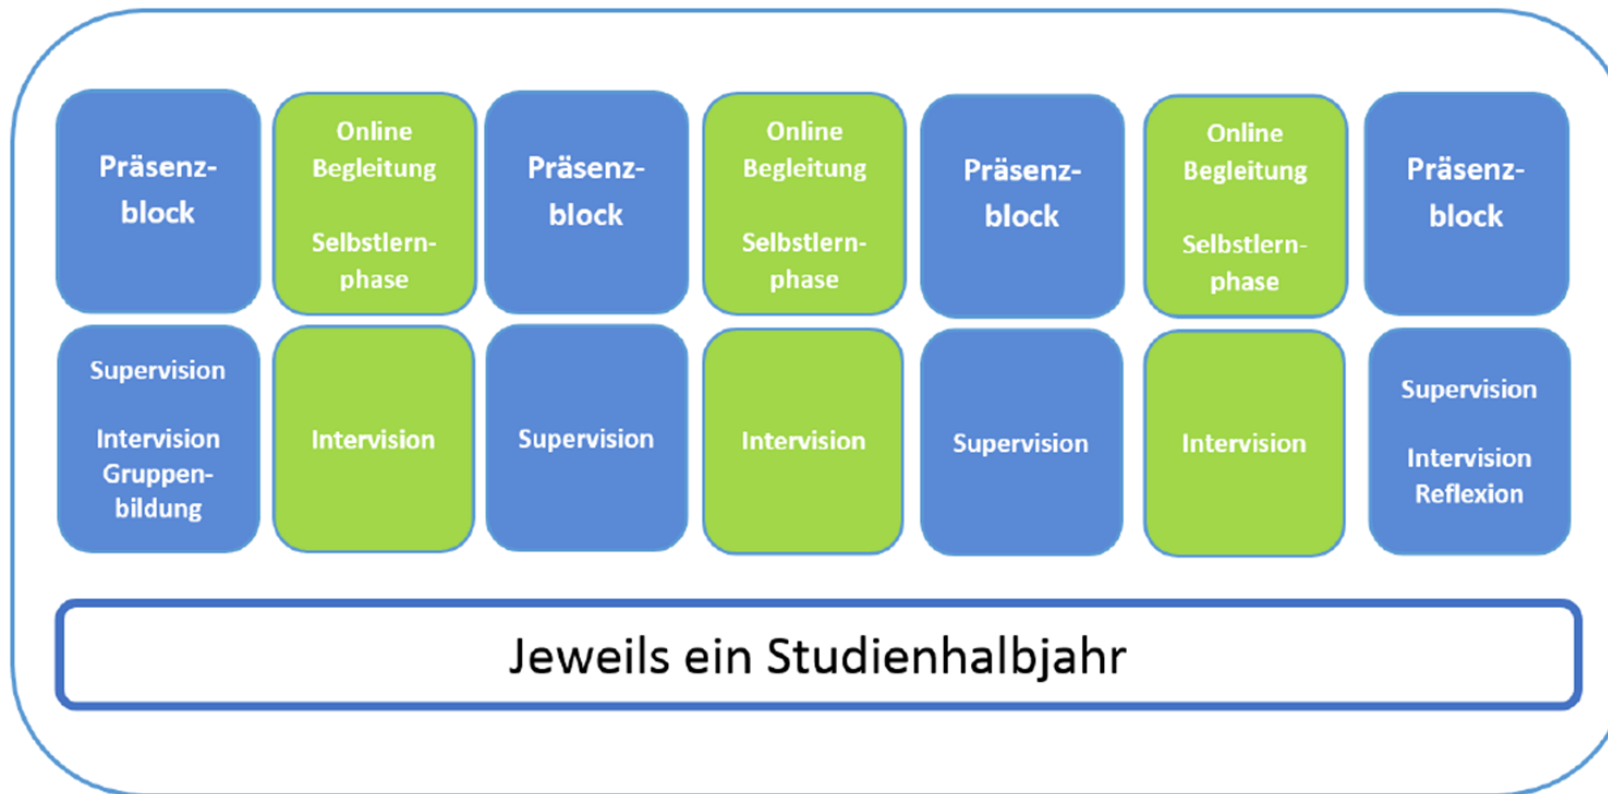 Präsenz-
block
Online
Begleitung
Selbstlern-
phase
Präsenz-
block
Online
Begleitung
Selbstlern-
phase
Präsenz-
block
Online
Begleitung
Selbstlern-
phase
Präsenz-
block
Supervision
Intervision
Gruppen-
bildung
Intervision
Supervision
Intervision
Supervision
Intervision
Supervision
Intervision
Reflexion
Jeweils ein Studienhalbjahr